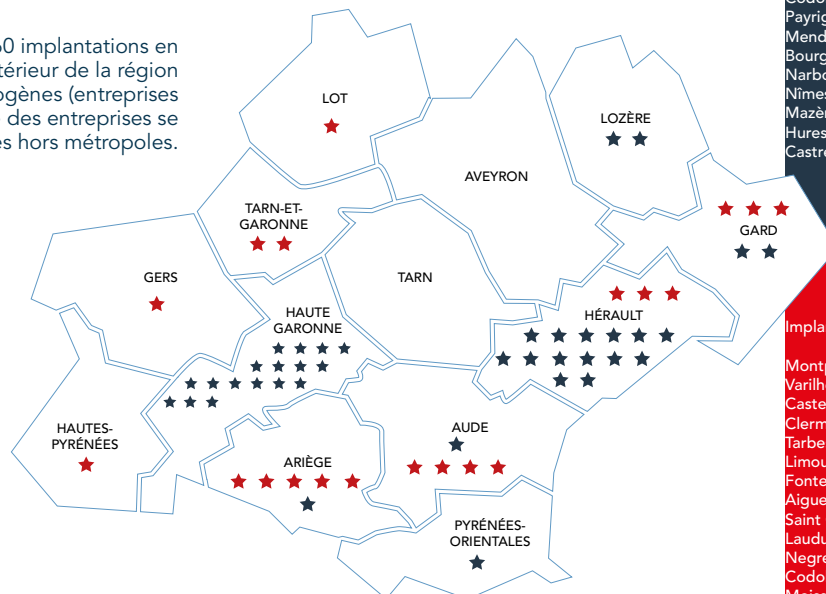 implantations en
térieur de la région
ogènes (entreprises
des entreprises se
es hors métropoles.
LOT
LOZÈRE
AVEYRON
TARN-ET-
GARONNE
GARD
GERS
TARN
HAUTE
GARONNE
HÉRAULT
HAUTES-
PYRÉNÉES
AUDE
ARIÈGE
PYRÉNÉES-
ORIENTALES
Payrig
Mend
Bourg
Narbo
Nîmes
Mazèr
Hures
Castre
Impla
Montp
Varilh
Caste
Clerm
Tarbe
Limou
Fonte
Aigue
Saint
Laudu
Negre
Codo